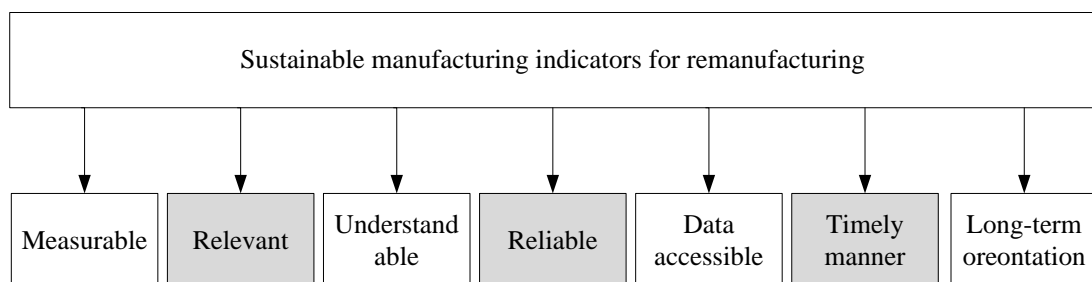 Sustainable manufacturing indicators for remanufacturing
Measurable
Relevant
Understand
able
Reliable
Data
accessible
Timely
manner
Long-term
oreontation